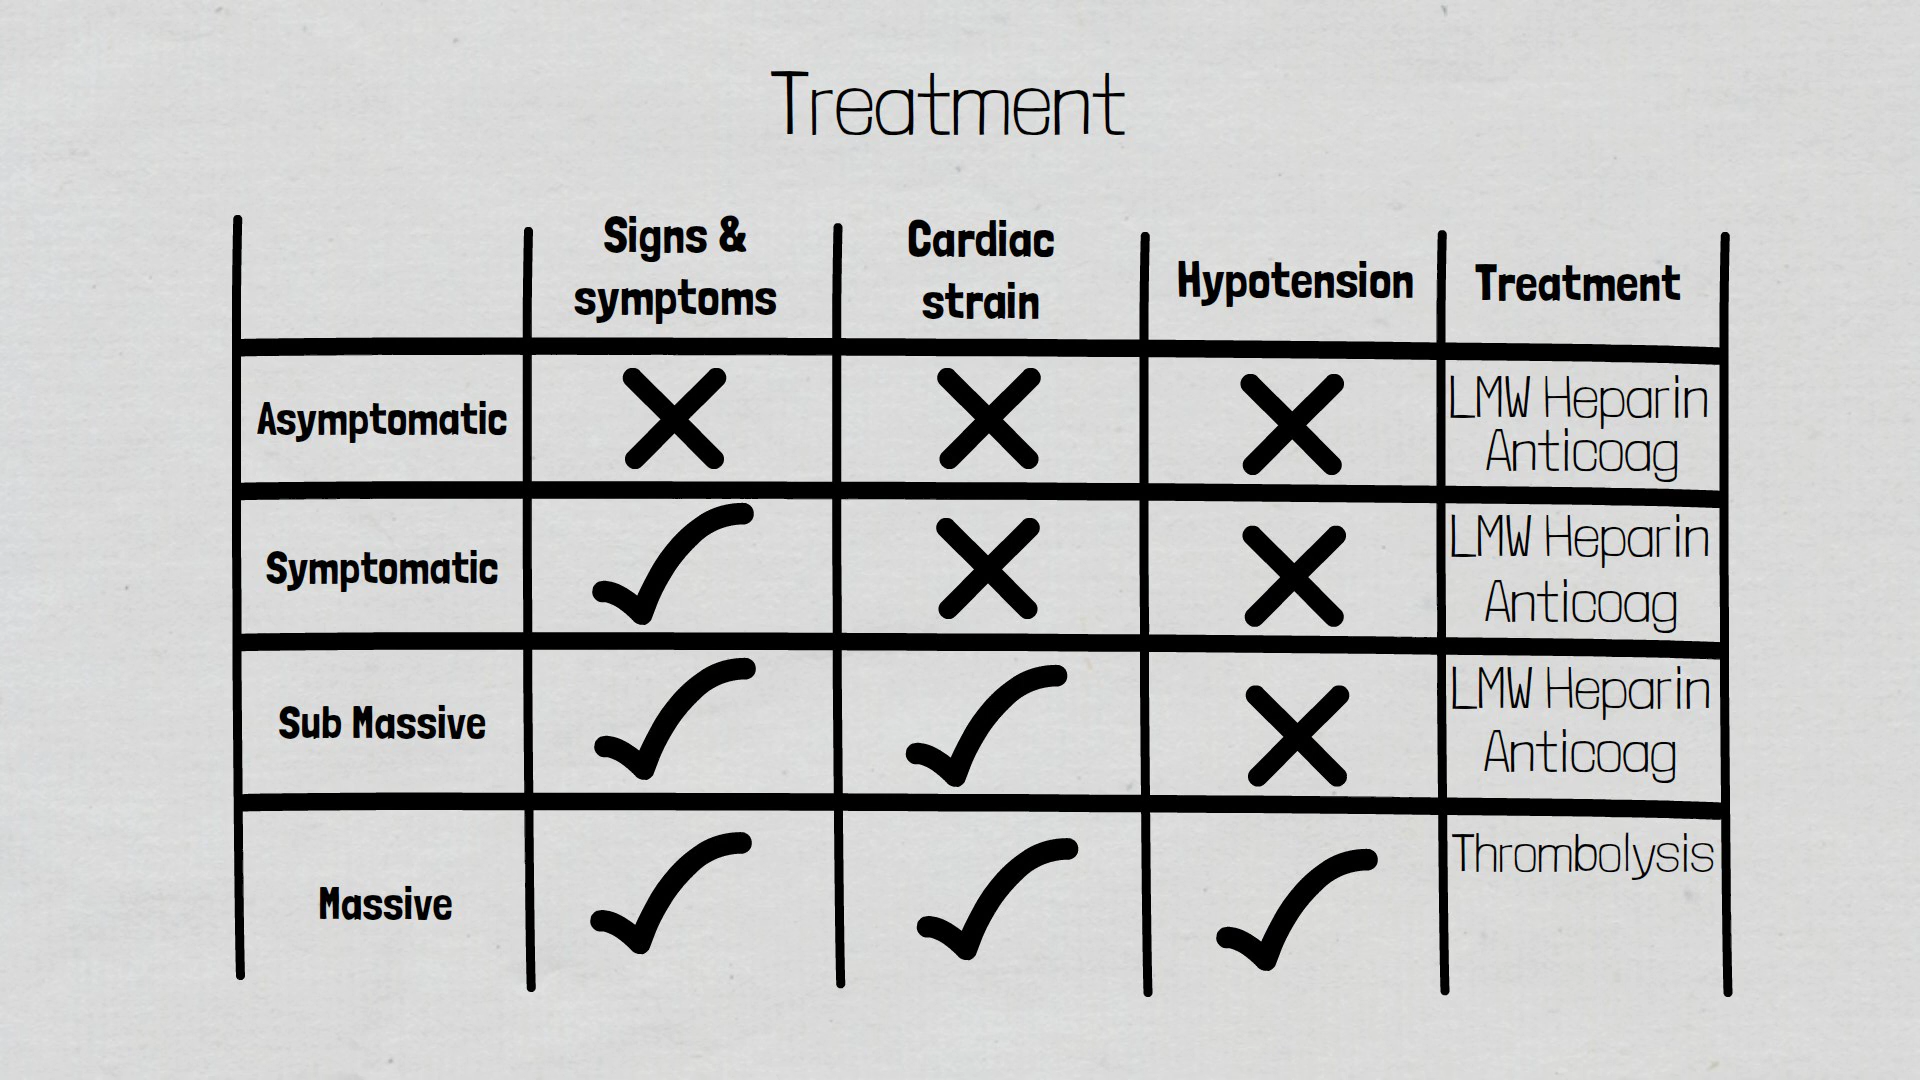 Treatment
Signs &
symptoms
Cardiac
strain
Hypotension
Treatment
Asymptomatic
LMW Heparin
Anticoag
Symptomatic
LMW Heparin
Anticoag
Sub Massive
LMW Heparin
Anticoag
Massive
Thrombolysis